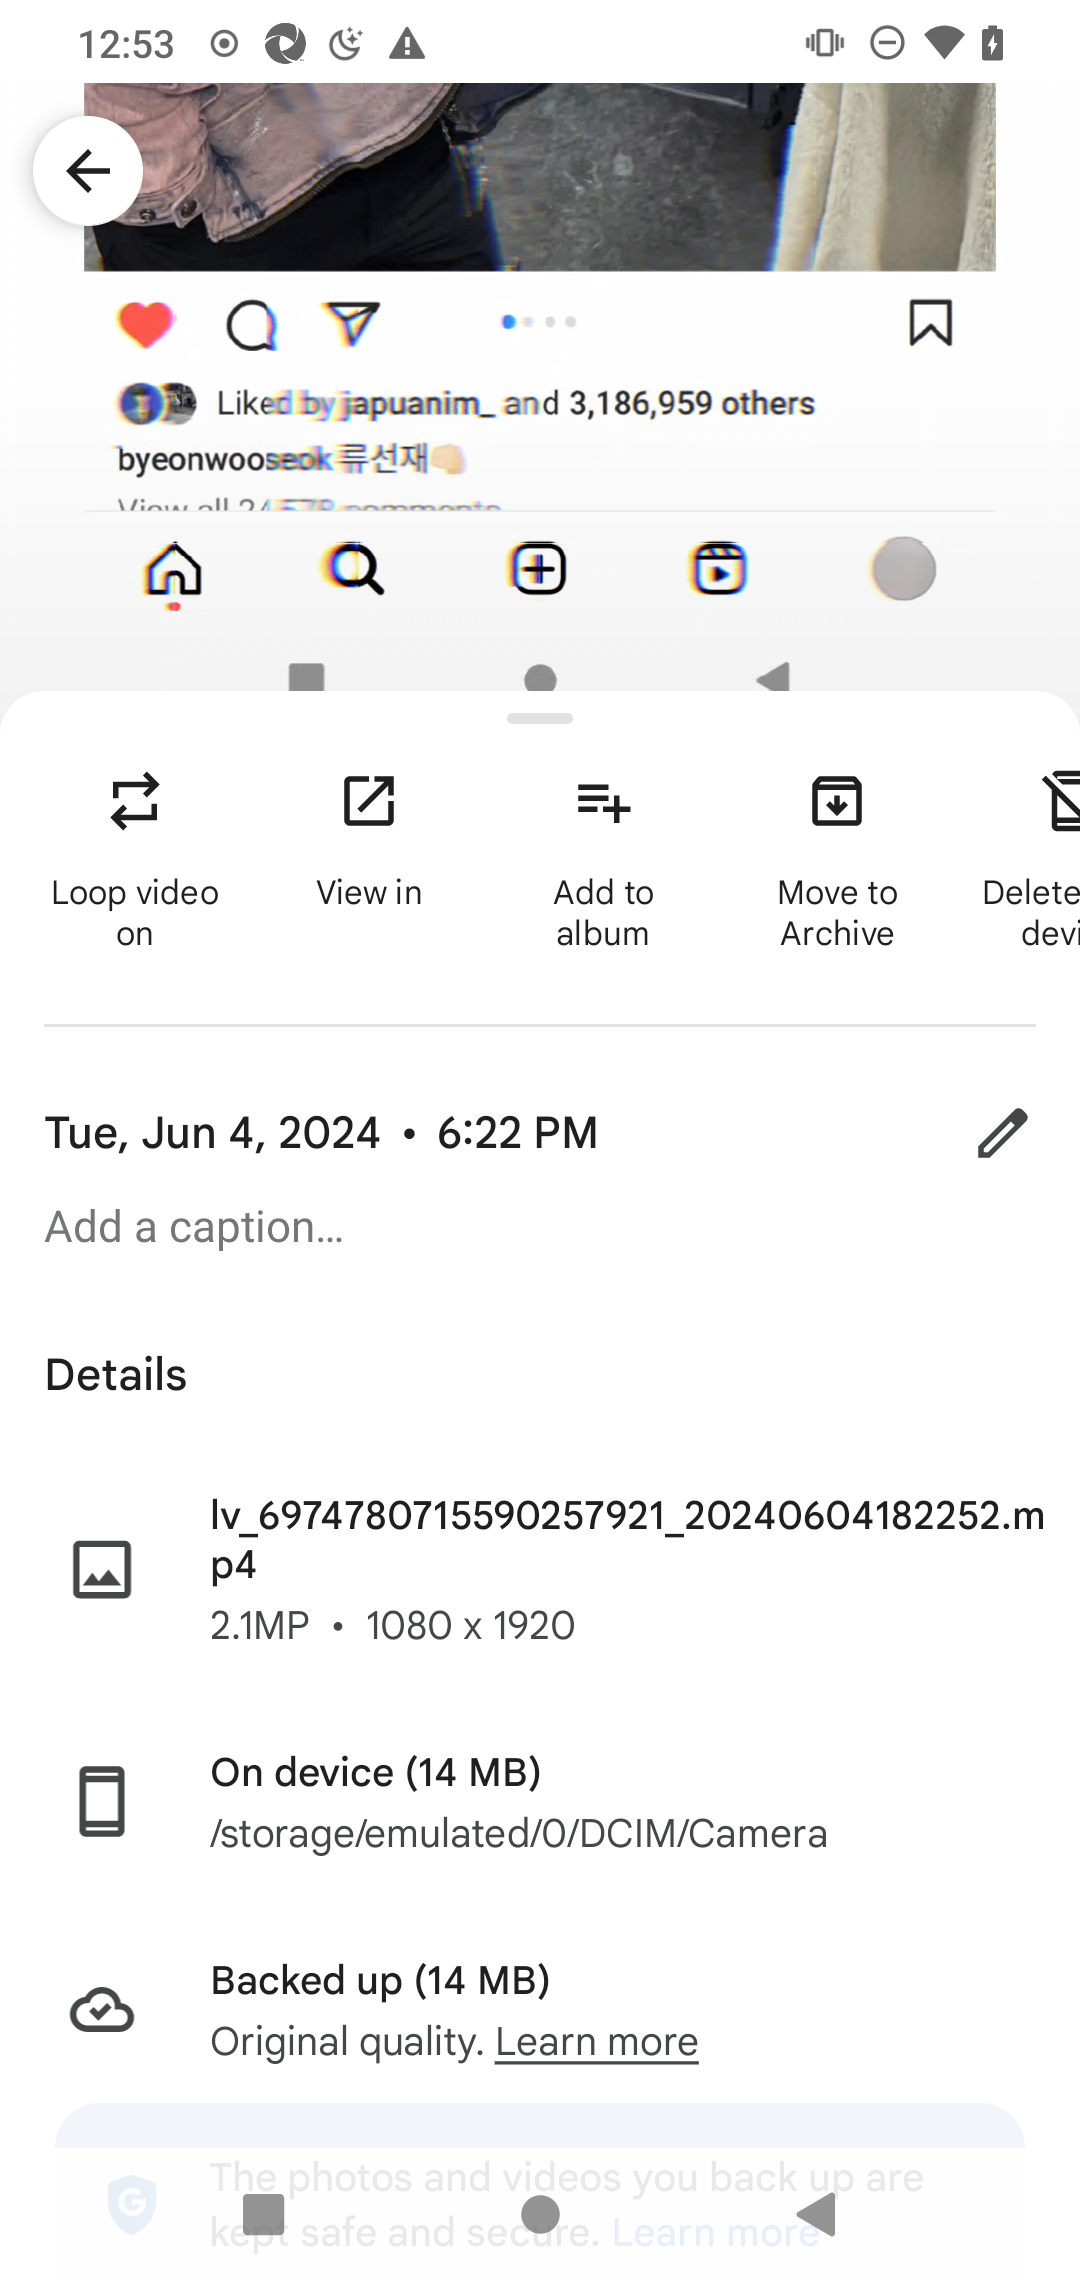 12:53
Liked by japuanim_ and 3,186,959 others
byeonwooseok 류선재👊🏻
View all 24,578 comments
Loop video on
View in
Add to album
Move to Archive
Delete
devi
Tue, Jun 4, 2024 • 6:22 PM
Add a caption...
Details
lv_6974780715590257921_20240604182252.m
p4
2.1MP • 1080 x 1920
On device (14 MB)
/storage/emulated/0/DCIM/Camera
Backed up (14 MB)
Original quality. Learn more
The photos and videos you back up are
kept safe and secure. Learn more